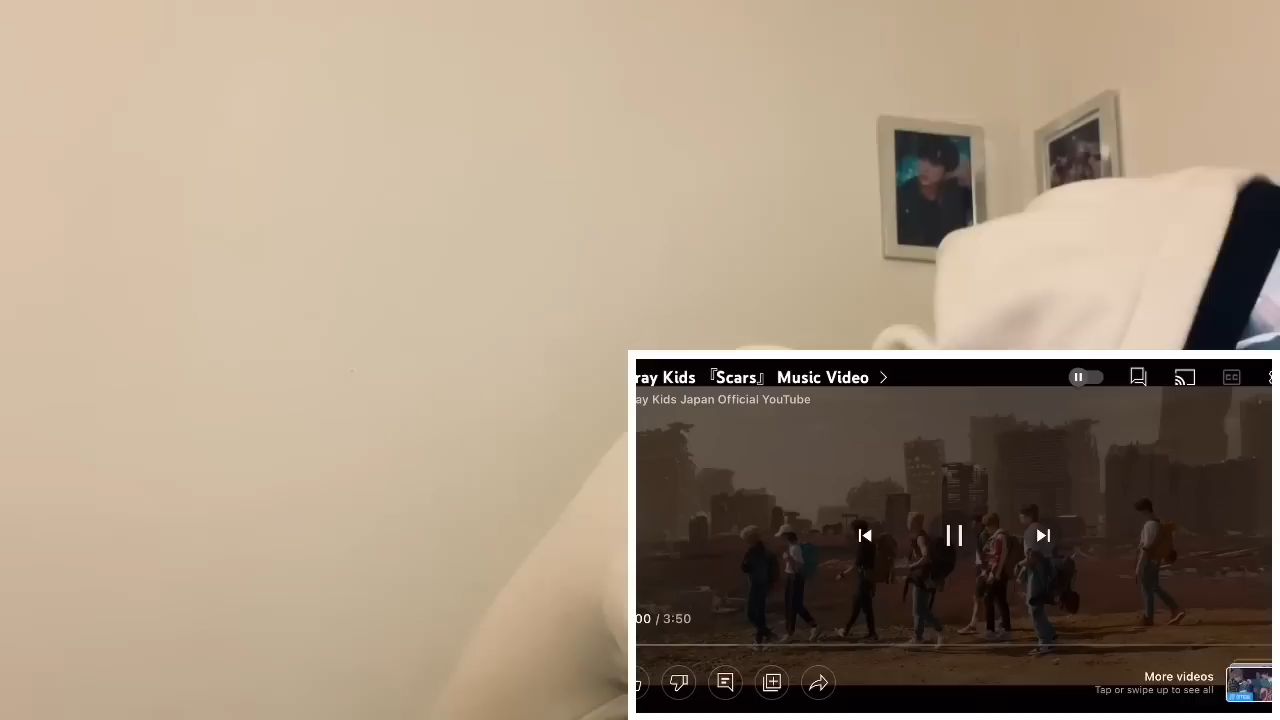 ray Kids 『Scars』 Music Video
ay Kids Japan Official YouTube
CC
00 / 3:50
More videos
Tap or swipe up to see all